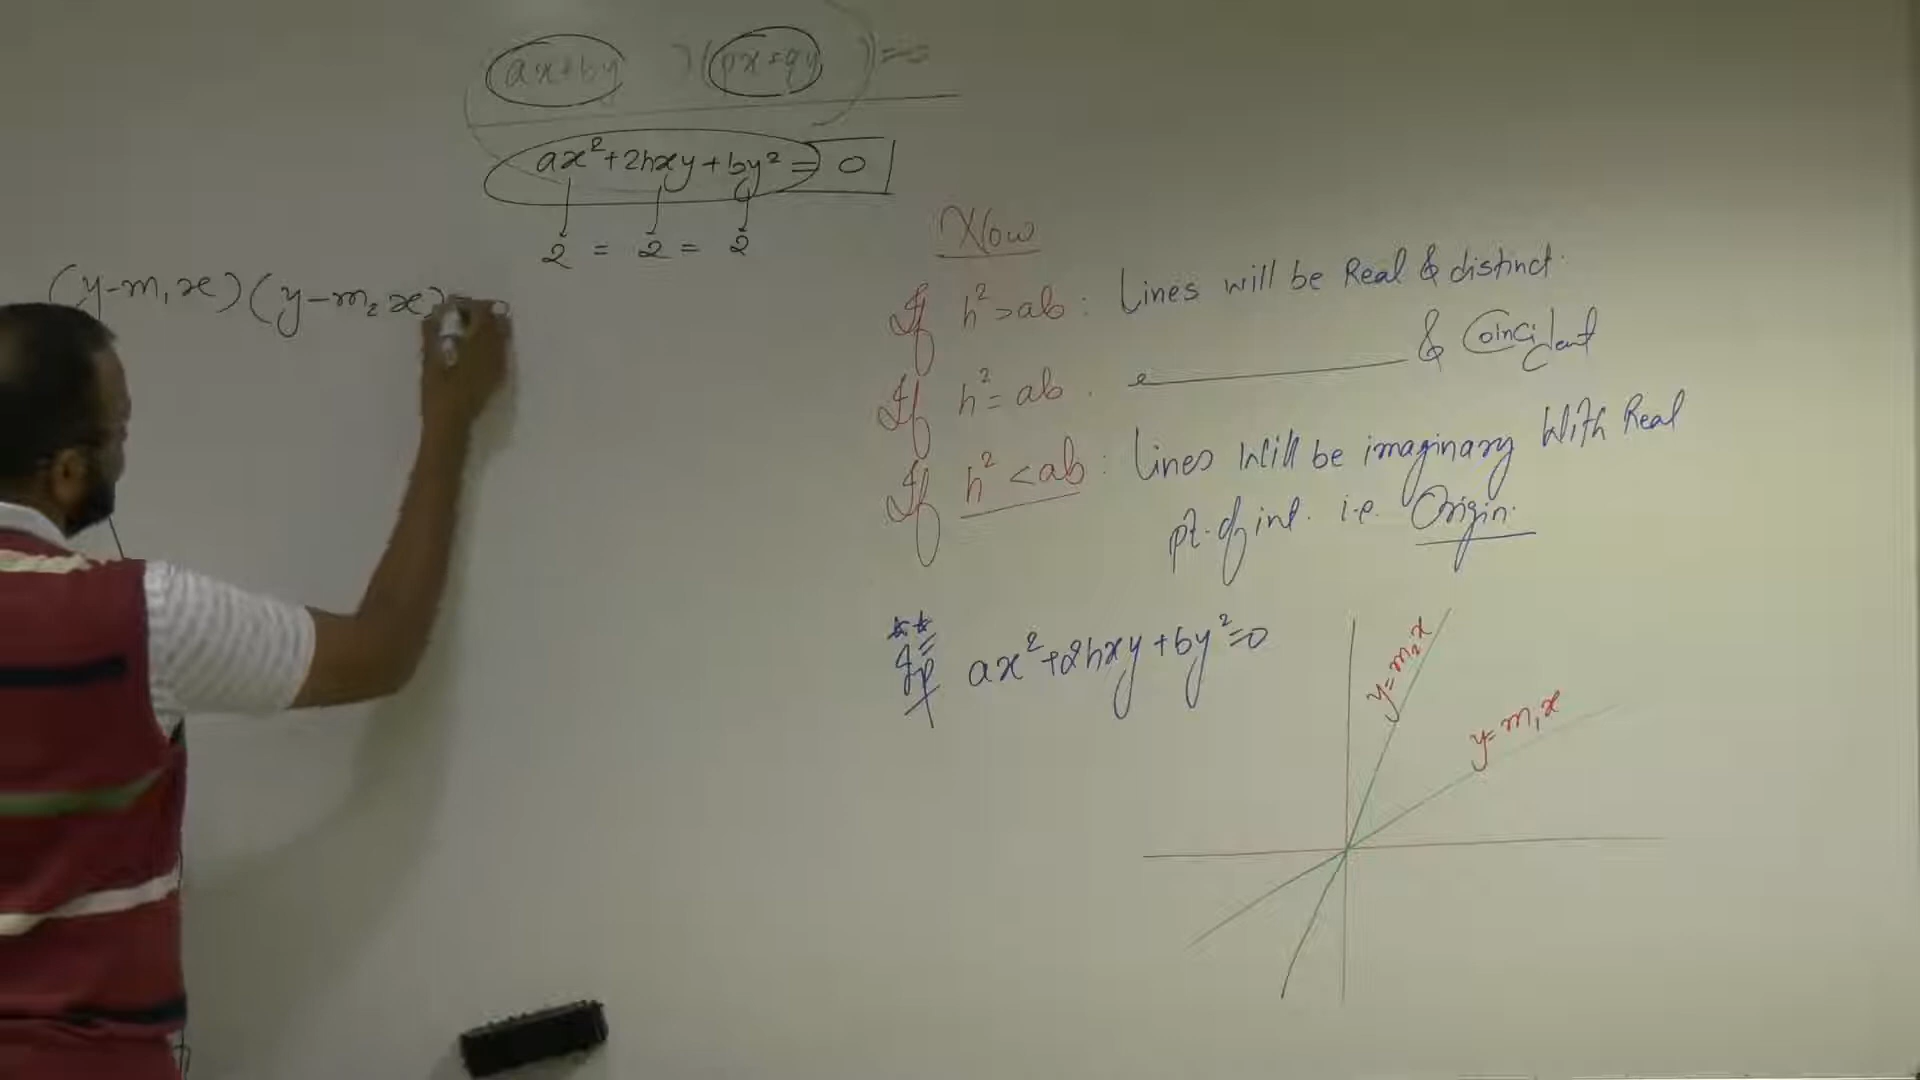 (ax+by )(px+qy )=
ax²+2hxy+by²=0
2 = 2 = 2
(y-m₁x)(y-m₂x)=0
Now
If h²>ab: Lines will be Real & distinct.
If h²=ab. & Coincident
If h²<ab: Lines will be imaginary With Real
pt. of int. i.e. Origin.
ax²+2hxy+by²=0
y=m₂x
y=m₁x